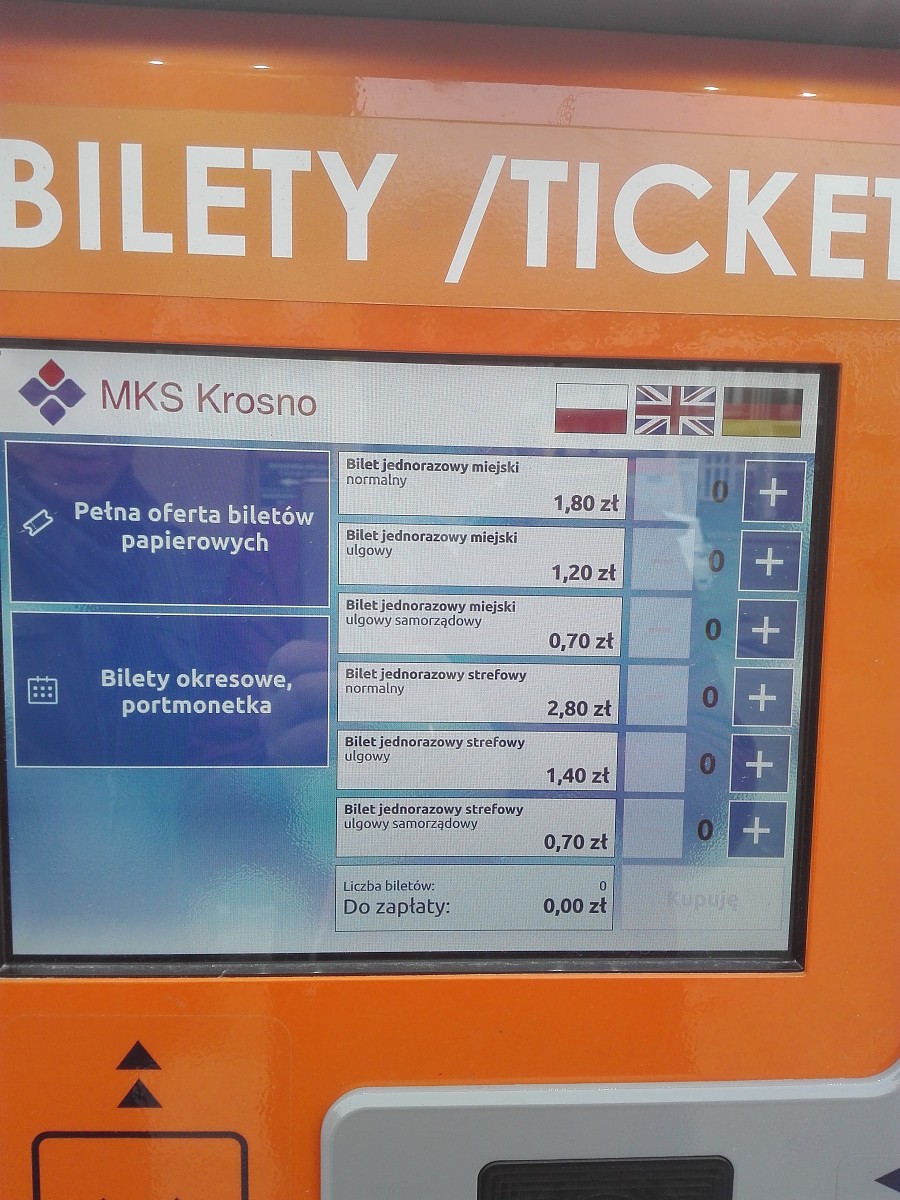 BILETY /TICKET
MKS Krosno
Pełna oferta biletów
papierowych
Bilety okresowe,
portmonetka
Bilet jednorazowy miejski
normalny
1,80 zł
0
+
Bilet jednorazowy miejski
ulgowy
1,20 zł
0
+
Bilet jednorazowy miejski
ulgowy samorządowy
0,70 zł
0
+
Bilet jednorazowy strefowy
normalny
2,80 zł
0
+
Bilet jednorazowy strefowy
ulgowy
1,40 zł
0
+
Bilet jednorazowy strefowy
ulgowy samorządowy
0,70 zł
0
+
Liczba biletów: 0
Do zapłaty: 0,00 zł
Kupuję